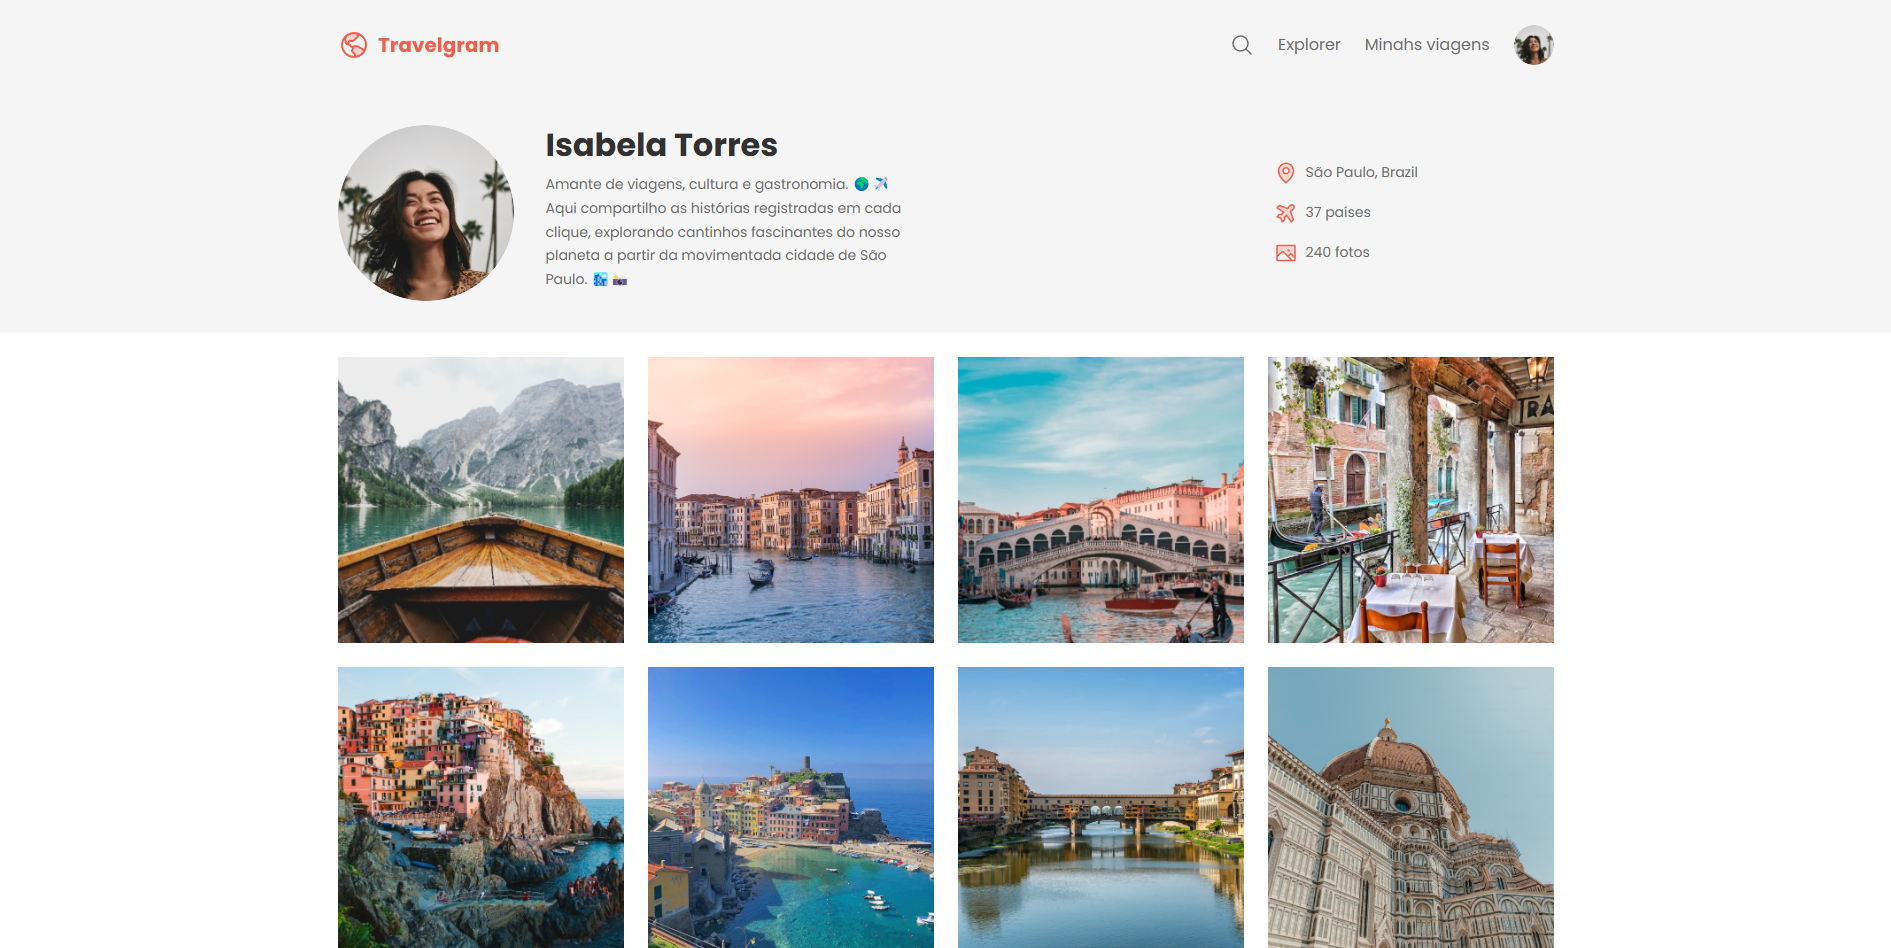 Travelgram
Explorer
Minahs viagens
Isabela Torres
Amante de viagens, cultura e gastronomia. 🌍 ✈️
Aqui compartilho as histórias registradas em cada
clique, explorando cantinhos fascinantes do nosso
planeta a partir da movimentada cidade de São
Paulo. 🌃 📸
São Paulo, Brazil
37 países
240 fotos
TRA